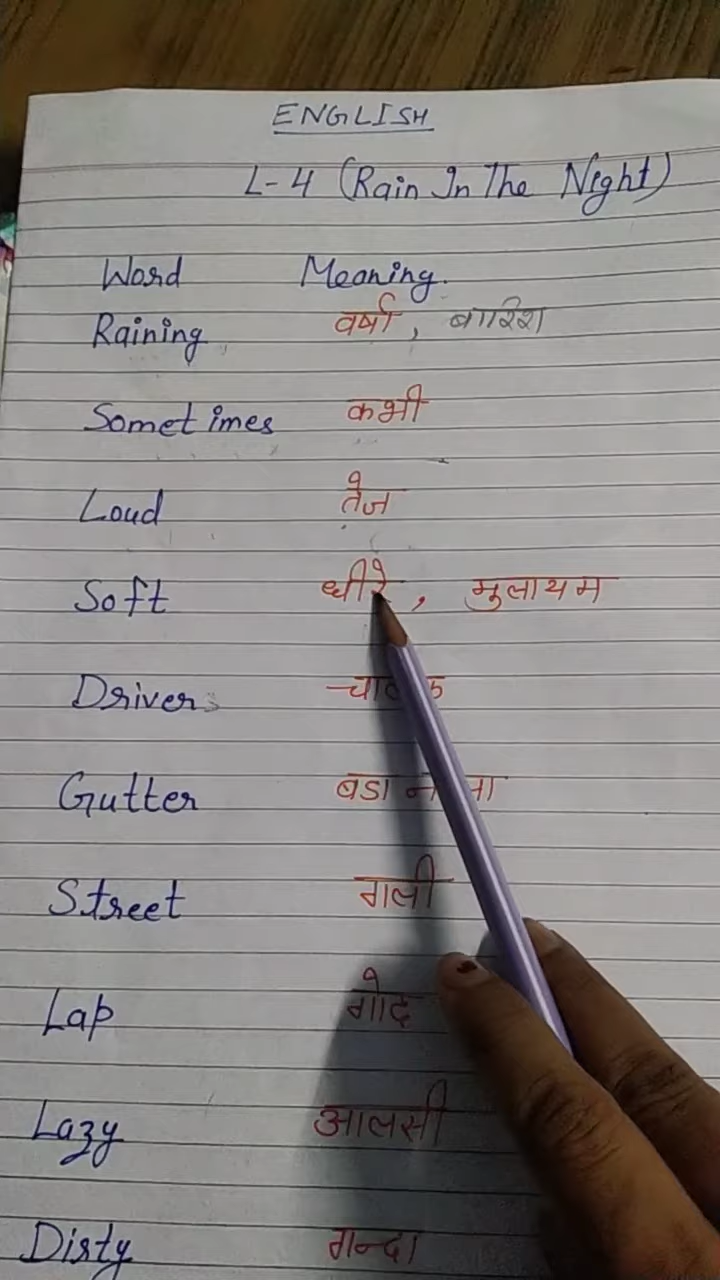 ENGLISH
L-4 (Rain In The Night)
Word Meaning.
Raining वर्षा, बारिश
Sometimes कभी
Loud तेज
Soft धीरे, मुलायम
Driver
Gutter बडा
Street गली
Lap गोद
Lazy आलसी
Dirty गन्दा